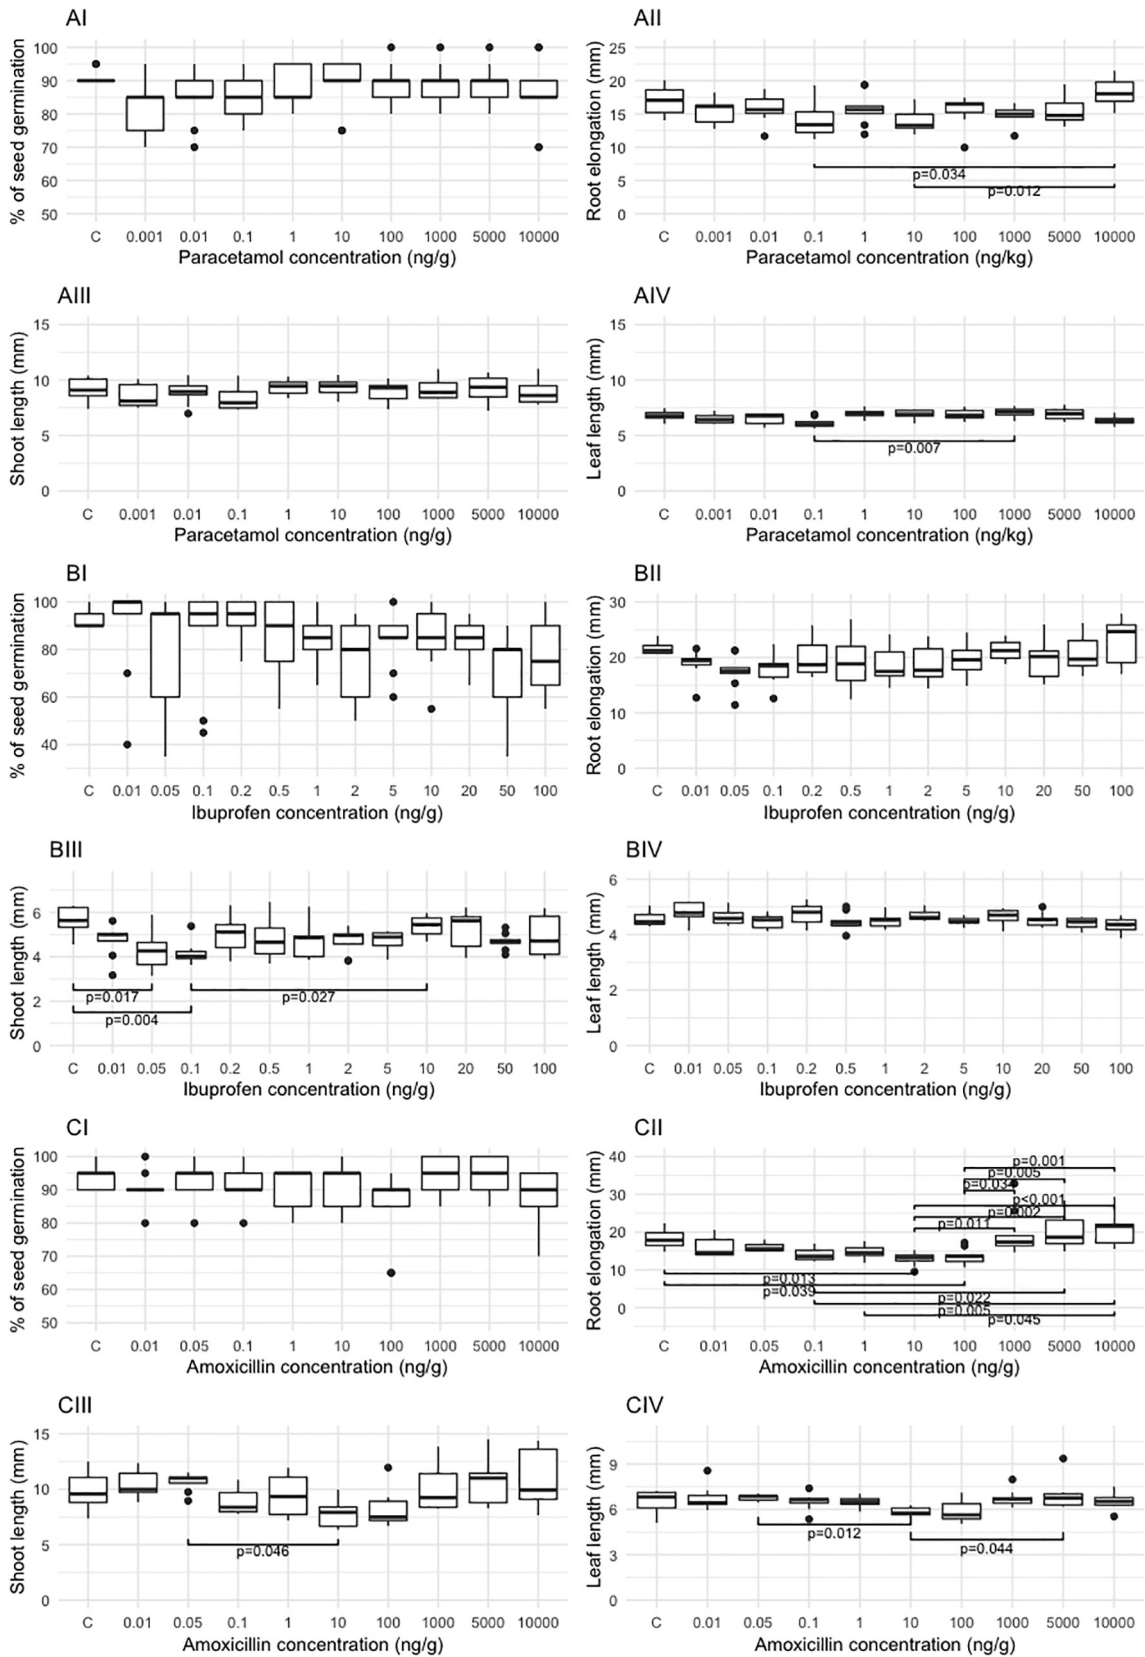 AI
% of seed germination
100
90
80
70
60
50
C 0.001 0.01 0.1 1 10 100 1000 5000 10000
Paracetamol concentration (ng/g)
AII
Root elongation (mm)
25
20
15
10
5
0
p=0.034
p=0.012
C 0.001 0.01 0.1 1 10 100 1000 5000 10000
Paracetamol concentration (ng/kg)
AIII
Shoot length (mm)
15
10
5
0
C 0.001 0.01 0.1 1 10 100 1000 5000 10000
Paracetamol concentration (ng/g)
AIV
Leaf length (mm)
15
10
5
0
p=0.007
C 0.001 0.01 0.1 1 10 100 1000 5000 10000
Paracetamol concentration (ng/kg)
BI
% of seed germination
100
80
60
40
C 0.01 0.05 0.1 0.2 0.5 1 2 5 10 20 50 100
Ibuprofen concentration (ng/g)
BII
Root elongation (mm)
30
20
10
0
C 0.01 0.05 0.1 0.2 0.5 1 2 5 10 20 50 100
Ibuprofen concentration (ng/g)
BIII
Shoot length (mm)
6
4
2
0
p=0.017
p=0.027
p=0.004
C 0.01 0.05 0.1 0.2 0.5 1 2 5 10 20 50 100
Ibuprofen concentration (ng/g)
BIV
Leaf length (mm)
6
4
2
0
C 0.01 0.05 0.1 0.2 0.5 1 2 5 10 20 50 100
Ibuprofen concentration (ng/g)
CI
% of seed germination
100
90
80
70
60
50
C 0.01 0.05 0.1 1 10 100 1000 5000 10000
Amoxicillin concentration (ng/g)
CII
Root elongation (mm)
40
30
20
10
0
p=0.001
p=0.005
p=0.034
p<0.001
p=0.002
p=0.011
p=0.013
p=0.039
p=0.022
p=0.005
p=0.045
C 0.01 0.05 0.1 1 10 100 1000 5000 10000
Amoxicillin concentration (ng/g)
CIII
Shoot length (mm)
15
10
5
0
p=0.046
C 0.01 0.05 0.1 1 10 100 1000 5000 10000
Amoxicillin concentration (ng/g)
CIV
Leaf length (mm)
9
6
3
0
p=0.012
p=0.044
C 0.01 0.05 0.1 1 10 100 1000 5000 10000
Amoxicillin concentration (ng/g)